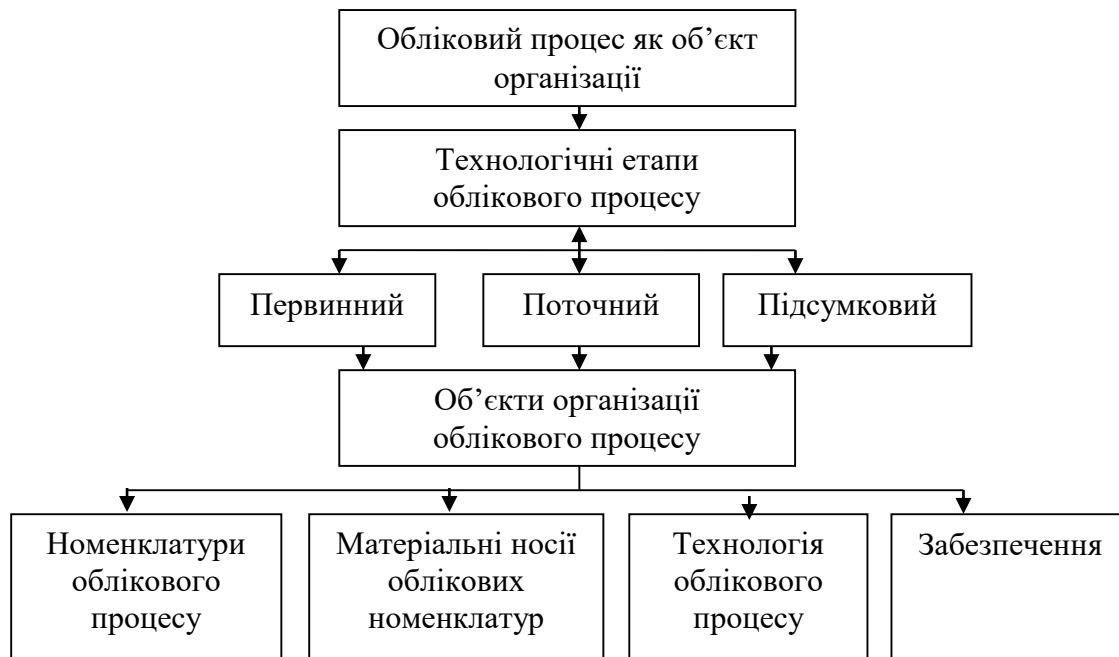 Обліковий процес як об’єкт
організації
Технологічні етапи
облікового процесу
Первинний
Поточний
Підсумковий
Об’єкти організації
облікового процесу
Номенклатури
облікового
процесу
Матеріальні носії
облікових
номенклатур
Технологія
облікового
процесу
Забезпечення